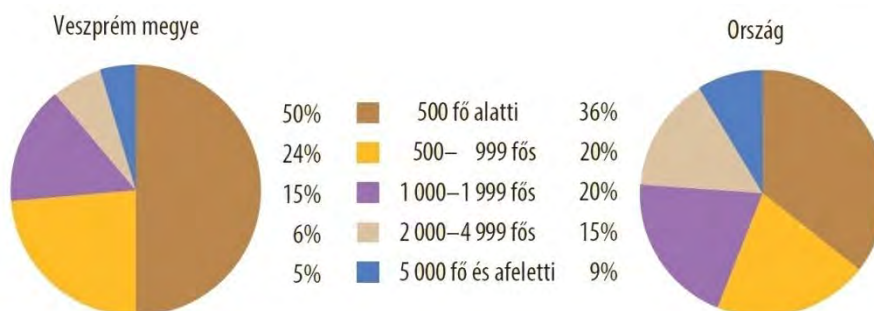 Veszprém megye
Ország
50% 500 fő alatti 36%
24% 500– 999 fős 20%
15% 1 000–1 999 fős 20%
6% 2 000–4 999 fős 15%
5% 5 000 fő és afeletti 9%